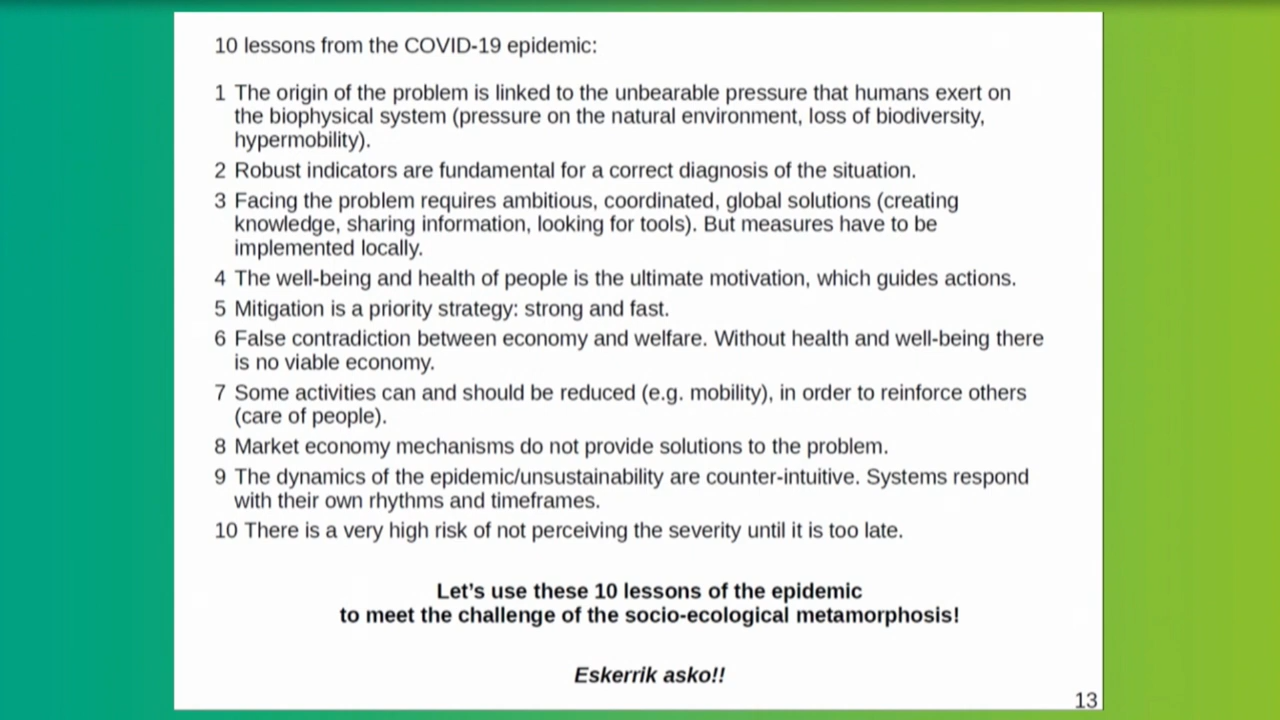 10 lessons from the COVID-19 epidemic:
1 The origin of the problem is linked to the unbearable pressure that humans exert on
the biophysical system (pressure on the natural environment, loss of biodiversity,
hypermobility).
2 Robust indicators are fundamental for a correct diagnosis of the situation.
3 Facing the problem requires ambitious, coordinated, global solutions (creating
knowledge, sharing information, looking for tools). But measures have to be
implemented locally.
4 The well-being and health of people is the ultimate motivation, which guides actions.
5 Mitigation is a priority strategy: strong and fast.
6 False contradiction between economy and welfare. Without health and well-being there
is no viable economy.
7 Some activities can and should be reduced (e.g. mobility), in order to reinforce others
(care of people).
8 Market economy mechanisms do not provide solutions to the problem.
9 The dynamics of the epidemic/unsustainability are counter-intuitive. Systems respond
with their own rhythms and timeframes.
10 There is a very high risk of not perceiving the severity until it is too late.
Let's use these 10 lessons of the epidemic
to meet the challenge of the socio-ecological metamorphosis!
Eskerrik asko!!
13